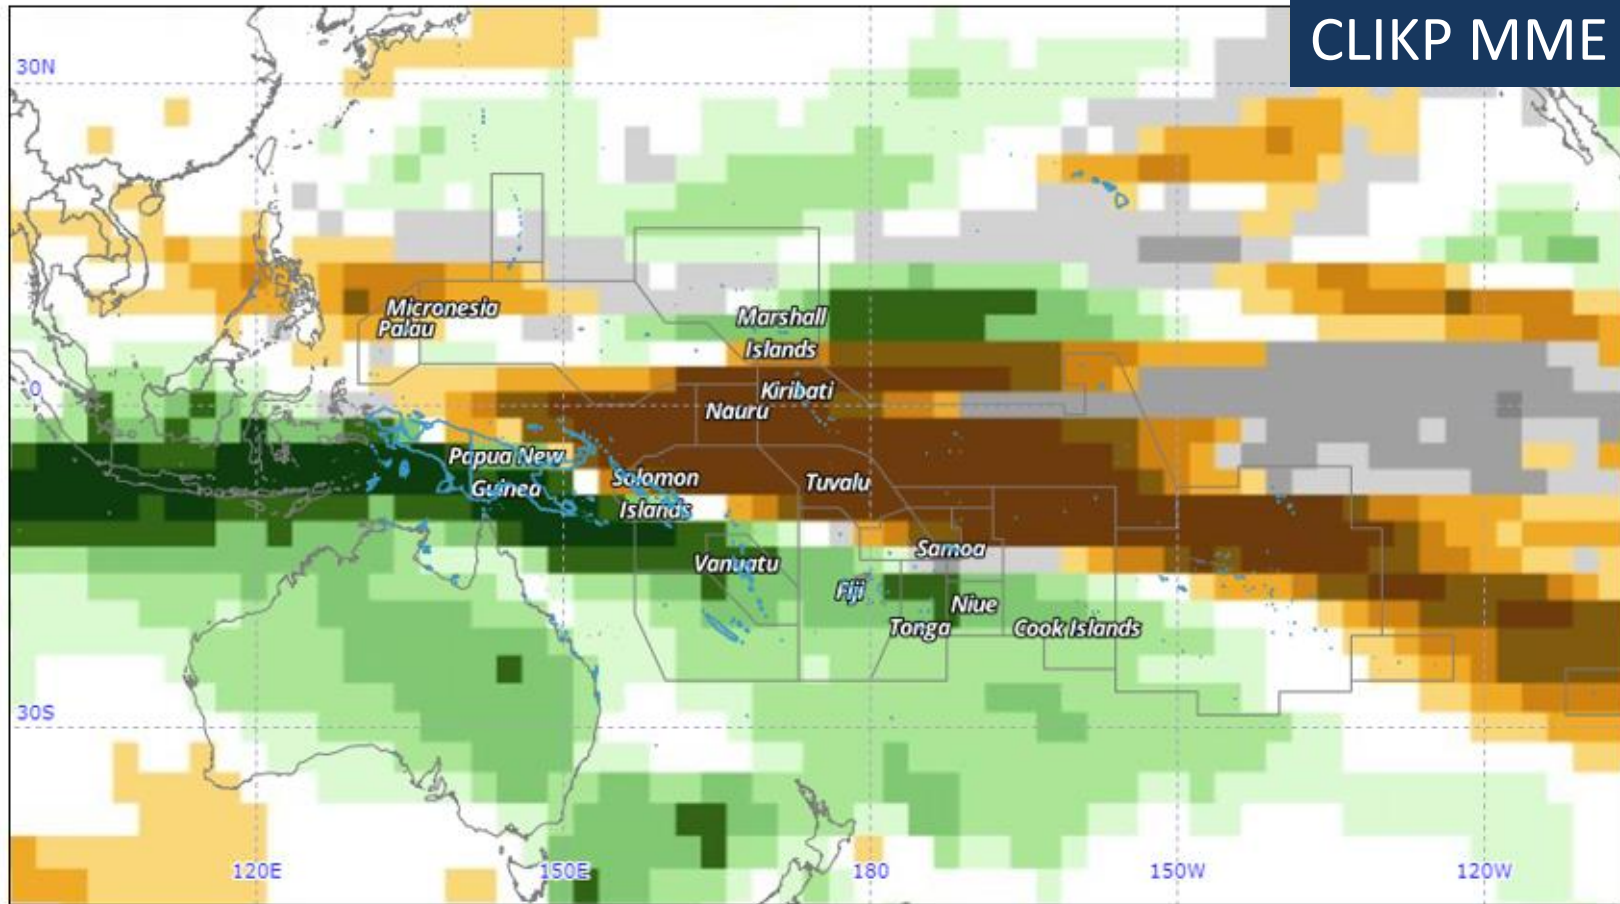 CLIKP MME
30N
Micronesia
Palau
Marshall
Islands
0
Kiribati
Nauru
Papua New
Guinea
Solomon
Islands
Tuvalu
Samoa
Vanuatu
Fiji
Niue
Tonga
Cook Islands
30S
120E
150E
180
150W
120W